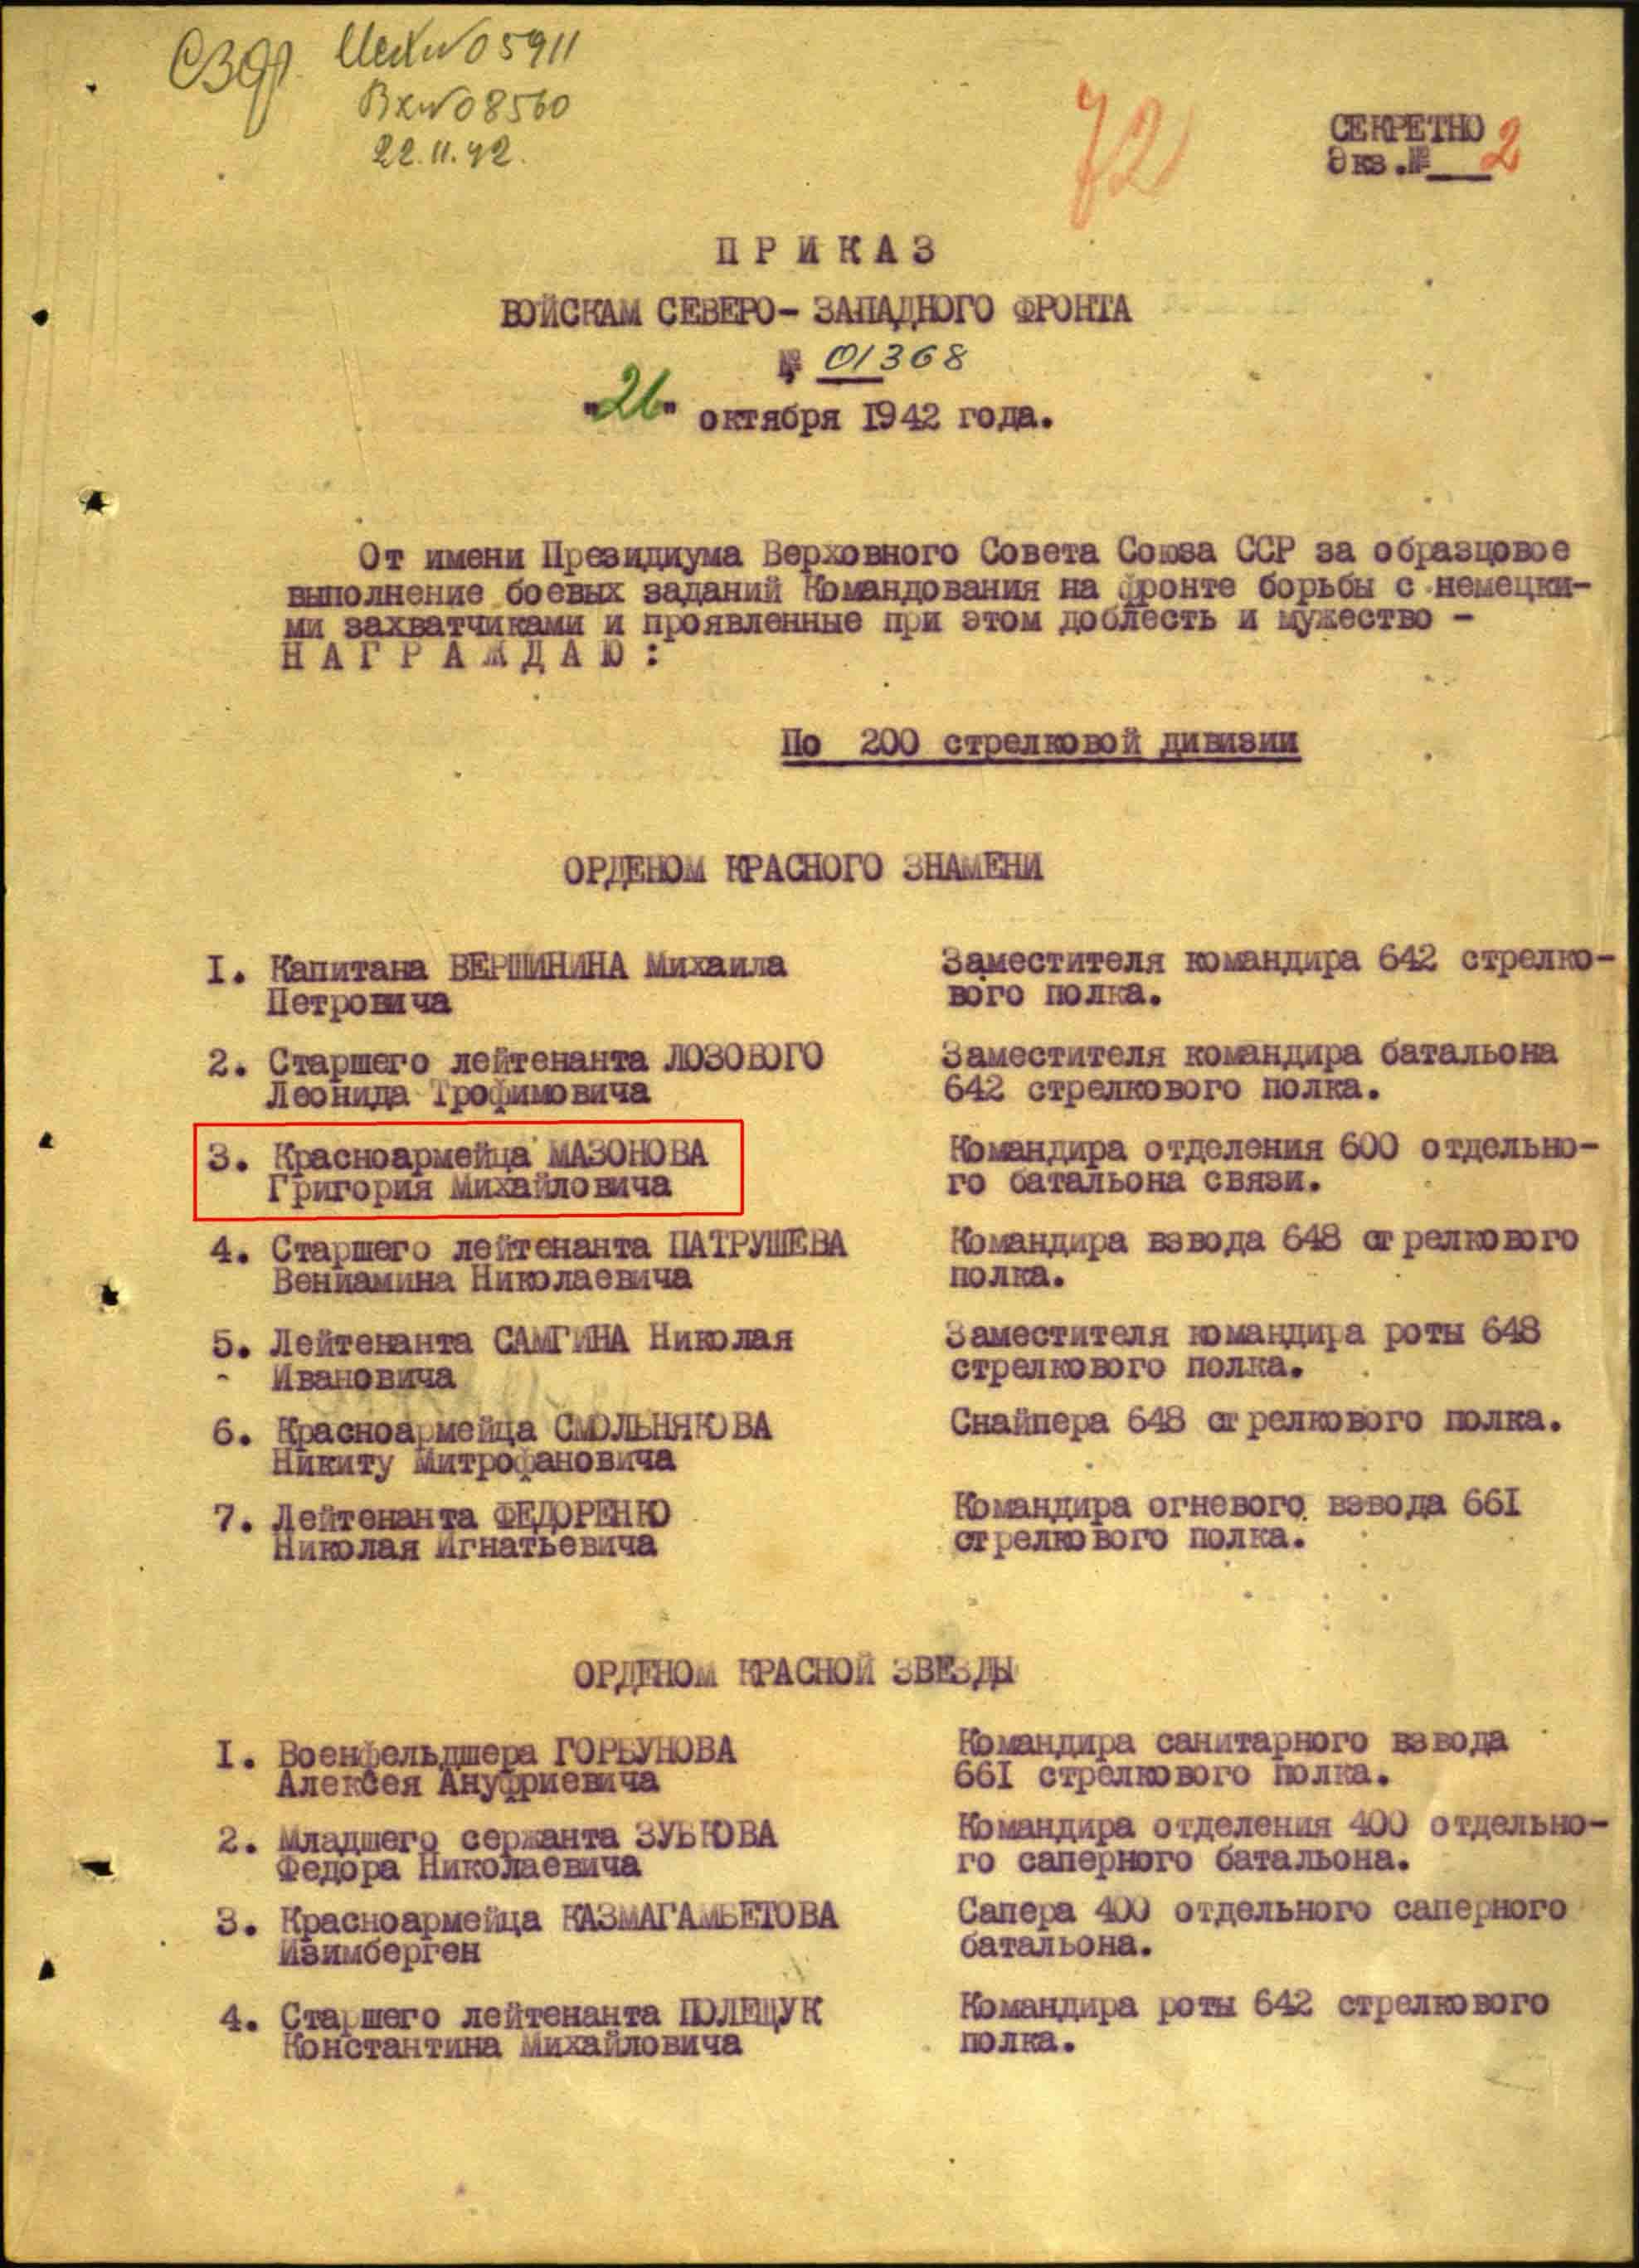 Вх№08560
22.11.42.
72
СЕКРЕТНО
Экз.№ 2
ПРИКАЗ
ВОЙСКАМ СЕВЕРО- ЗАПАДНОГО ФРОНТА
№ 01368
"26" октября 1942 года.
От имени Президиума Верховного Совета Союза ССР за образцовое
выполнение боевых заданий Командования на фронте борьбы с немецки-
ми захватчиками и проявленные при этом доблесть и мужество -
НАГРАЖДАЮ:
По 200 стрелковой дивизии
ОРДЕНОМ КРАСНОГО ЗНАМЕНИ
I. Капитана ВЕРШИНИНА Михаила Заместителя командира 642 стрелко-
Петровича вого полка.
2. Старшего лейтенанта ЛОЗОВОГО Заместителя командира батальона
Леонида Трофимовича 642 стрелкового полка.
3. Красноармейца МАЗОНОВА Командира отделения 600 отдельно-
Григория Михайловича го батальона связи.
4. Старшего лейтенанта ПАТРУШЕВА Командира взвода 648 стрелкового
Вениамина Николаевича полка.
5. Лейтенанта САМГИНА Николая Заместителя командира роты 648
Ивановича стрелкового полка.
6. Красноармейца СМОЛЬНЯКОВА Снайпера 648 стрелкового полка.
Никиту Митрофановича
7. Лейтенанта ФЕДОРЕНКО Командира огневого взвода 66I
Николая Игнатьевича стрелкового полка.
ОРДЕНОМ КРАСНОЙ ЗВЕЗДЫ
I. Военфельдшера ГОРБУНОВА Командира санитарного взвода
Алексея Ануфриевича 66I стрелкового полка.
2. Младшего сержанта ЗУБКОВА Командира отделения 400 отдельно-
Федора Николаевича го саперного батальона.
3. Красноармейца КАЗМАГАМБЕТОВА Сапера 400 отдельного саперного
Изимберген батальона.
4. Старшего лейтенанта ПОЛЕЩУК Командира роты 642 стрелкового
Константина Михайловича полка.